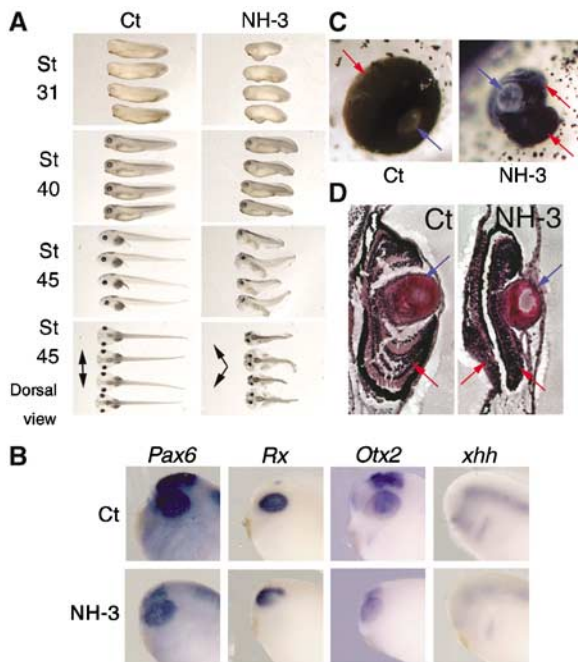 A
Ct NH-3
St
31
St
40
St
45
St
45
Dorsal
view
C
Ct NH-3
D
Ct NH-3
B
Pax6 Rx Otx2 xhh
Ct
NH-3